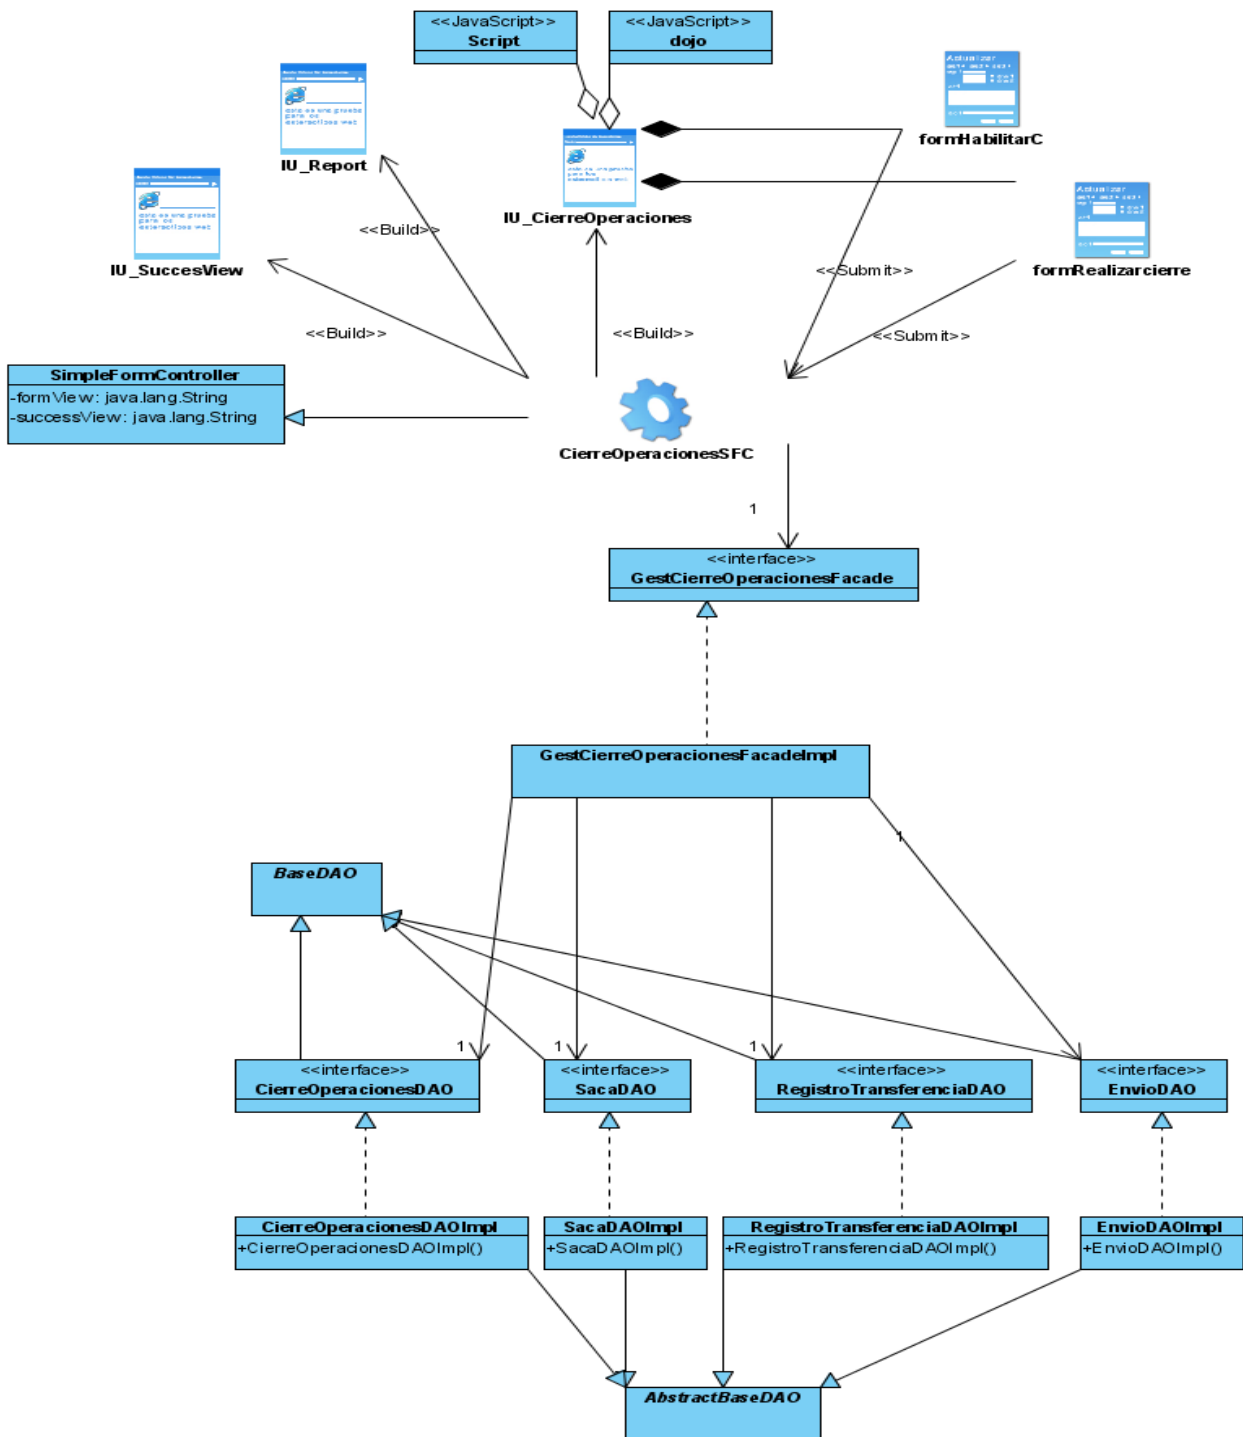 <<JavaScript>>
Script
<<JavaScript>>
dojo
Actualizar
formHabilitarC
IU_Report
IU_CierreOperaciones
Actualizar
formRealizarcierre
IU_SuccesView
<<Build>>
<<Submit>>
<<Build>>
<<Build>>
<<Submit>>
SimpleFormController
-formView: java.lang.String
-successView: java.lang.String
CierreOperacionesSFC
1
<<interface>>
GestCierreOperacionesFacade
GestCierreOperacionesFacadeImpl
1
BaseDAO
1
1
1
<<interface>>
CierreOperacionesDAO
<<interface>>
SacaDAO
<<interface>>
RegistroTransferenciaDAO
<<interface>>
EnvioDAO
CierreOperacionesDAOImpl
+CierreOperacionesDAOImpl()
SacaDAOImpl
+SacaDAOImpl()
RegistroTransferenciaDAOImpl
+RegistroTransferenciaDAOImpl()
EnvioDAOImpl
+EnvioDAOImpl()
AbstractBaseDAO